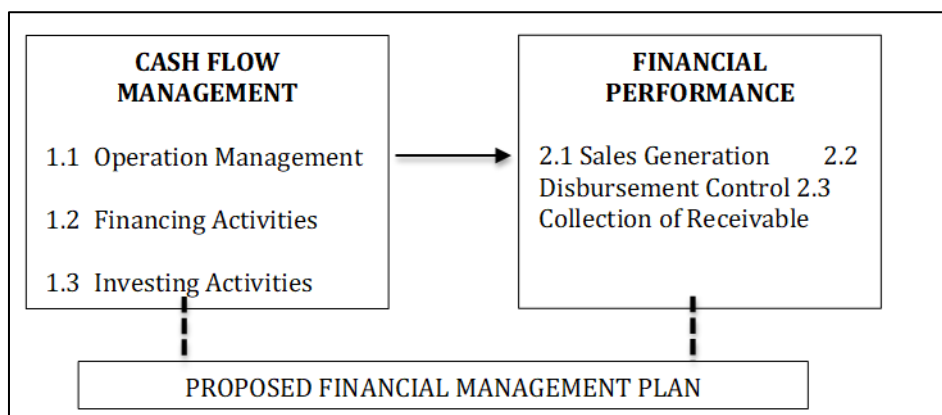 CASH FLOW
MANAGEMENT
1.1 Operation Management
1.2 Financing Activities
1.3 Investing Activities
FINANCIAL
PERFORMANCE
2.1 Sales Generation 2.2
Disbursement Control 2.3
Collection of Receivable
PROPOSED FINANCIAL MANAGEMENT PLAN